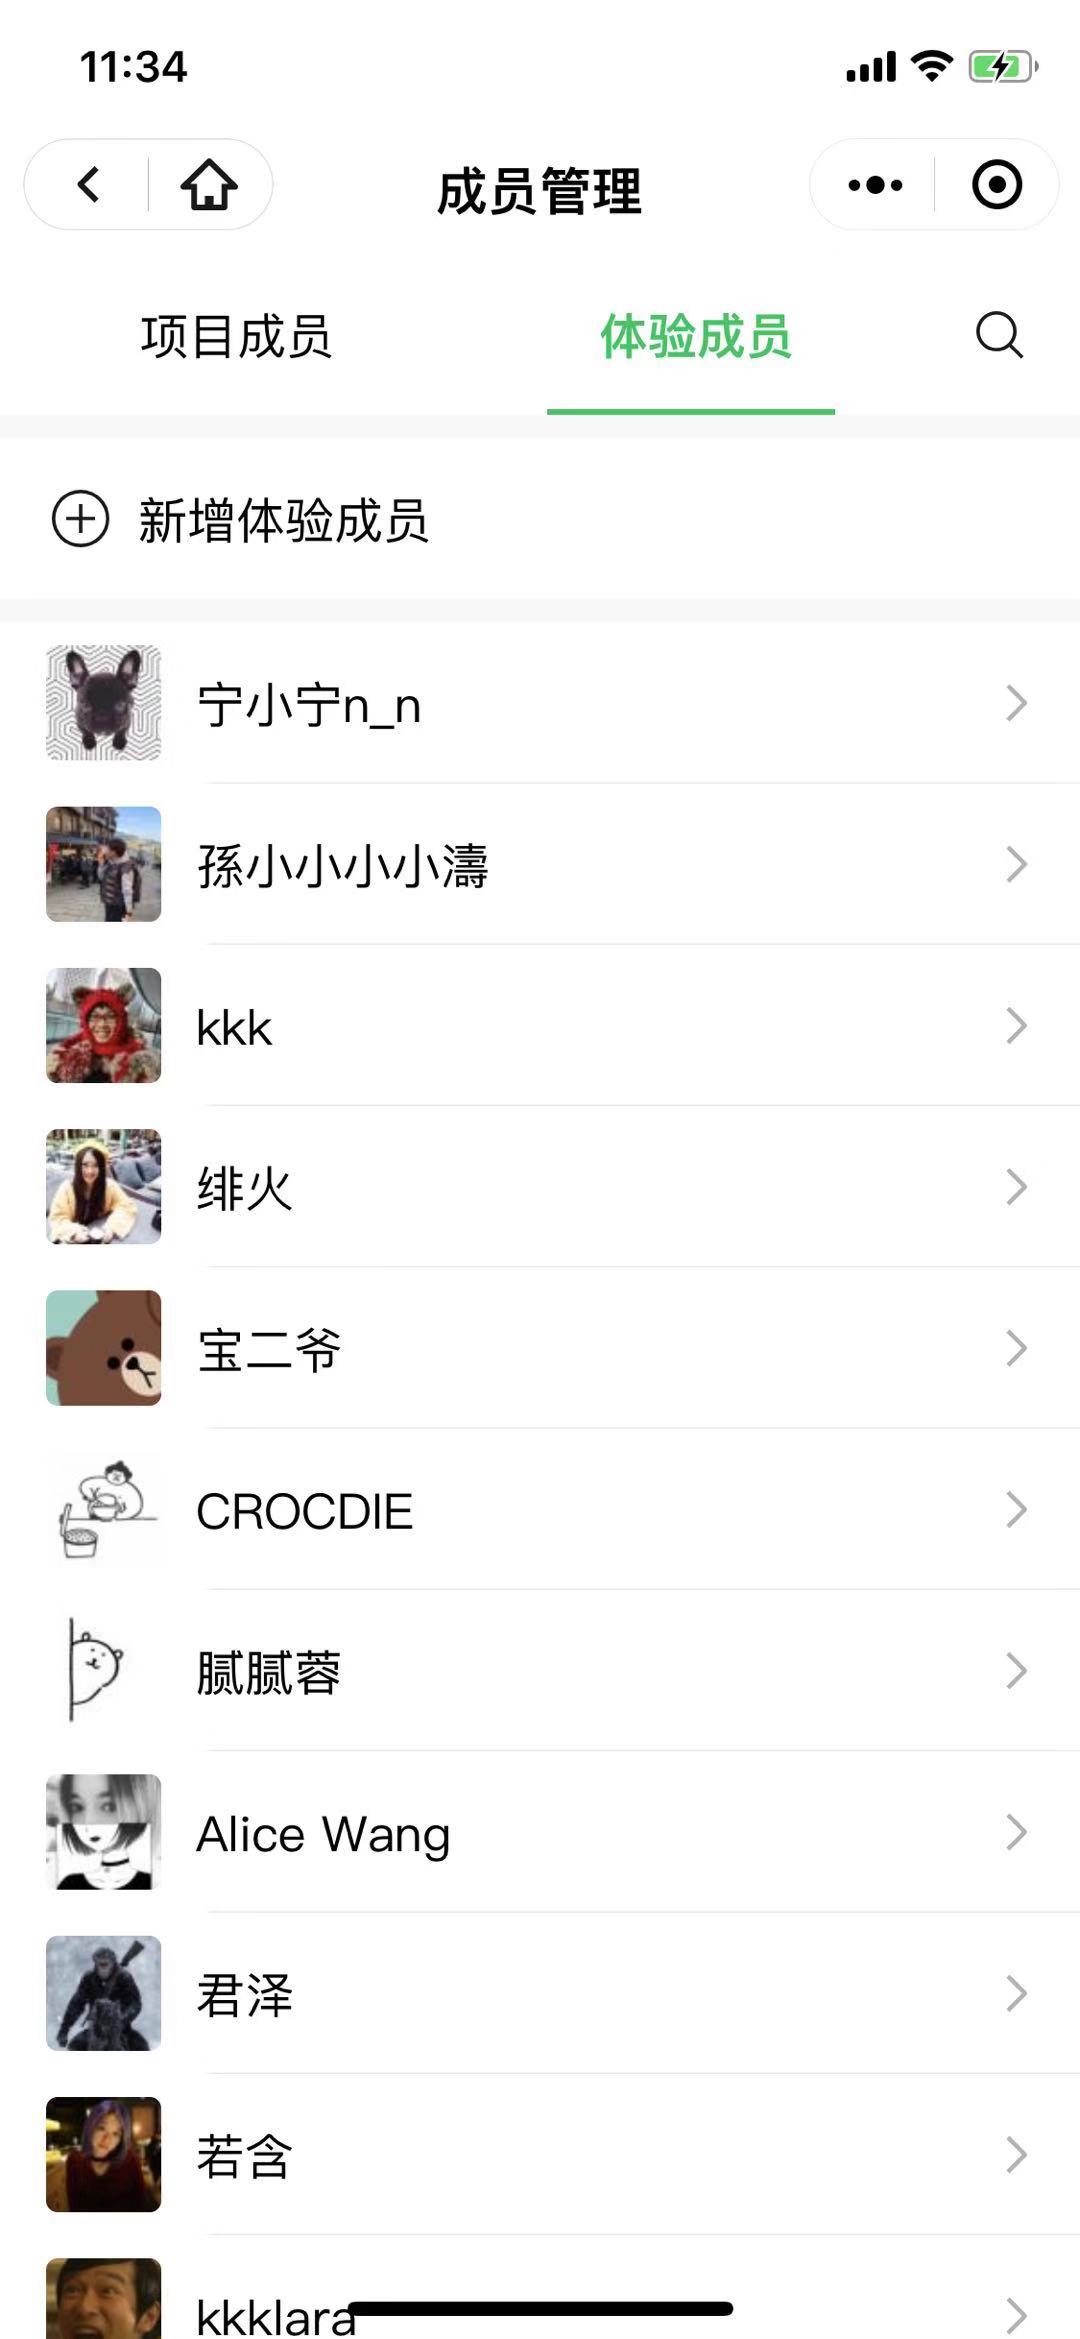 11:34
成员管理
项目成员
体验成员
新增体验成员
宁小宁n_n
孫小小小小濤
kkk
绯火
宝二爷
CROCDIE
腻腻蓉
Alice Wang
君泽
若含
kkklara